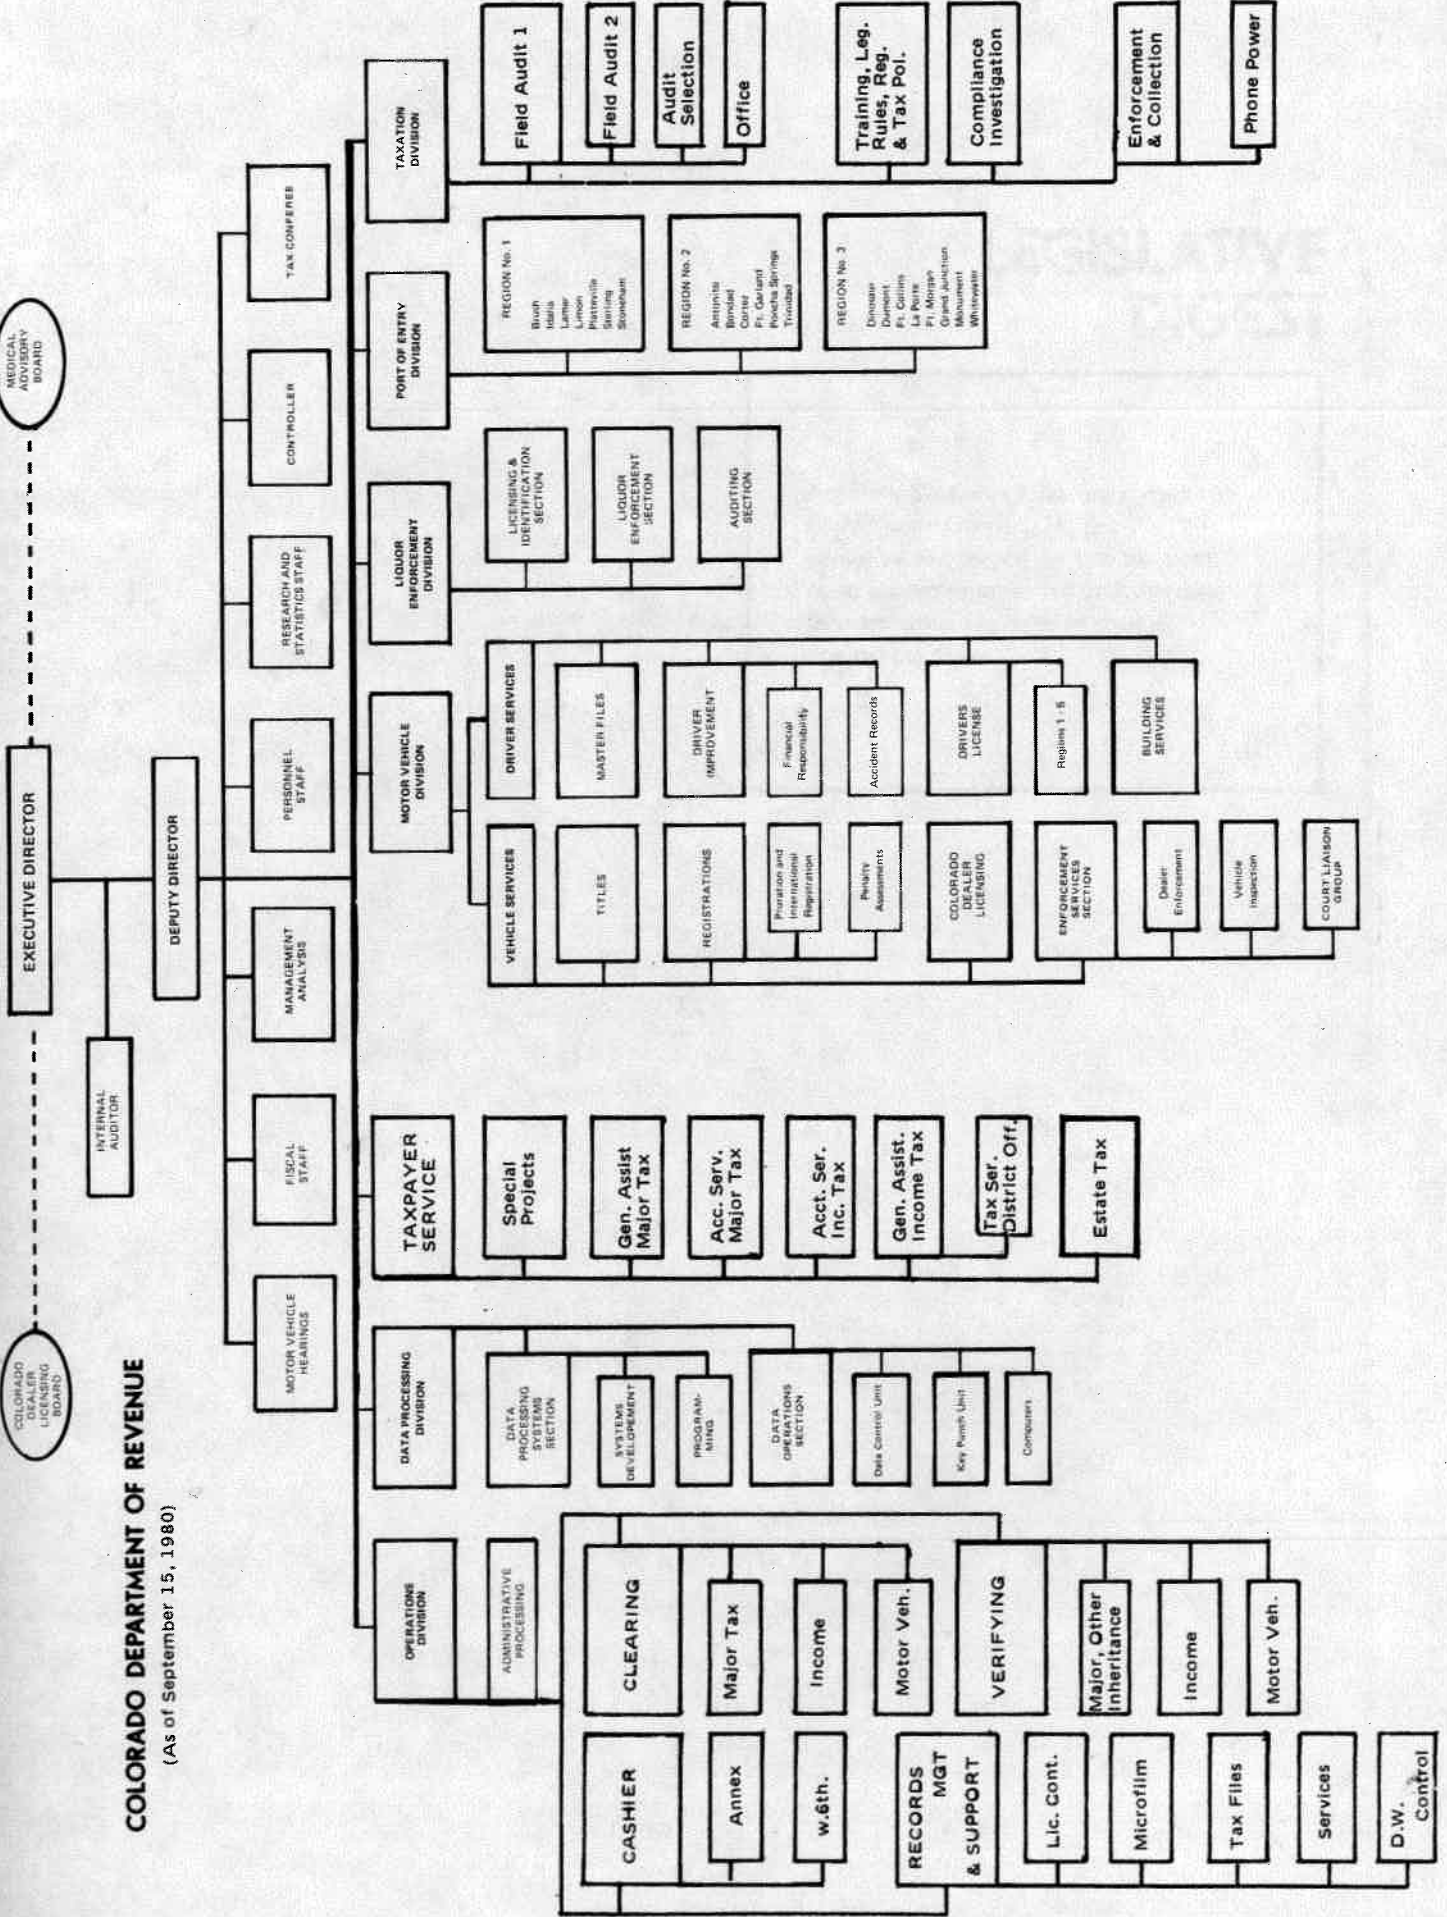 COLORADO DEPARTMENT OF REVENUE
(As of September 15, 1980)
COLORADO
DEALER
LICENSING
BOARD
EXECUTIVE DIRECTOR
MEDICAL
ADVISORY
BOARD
INTERNAL
AUDITOR
DEPUTY DIRECTOR
MOTOR VEHICLE
HEARINGS
FISCAL
STAFF
MANAGEMENT
ANALYSIS
PERSONNEL
STAFF
RESEARCH AND
STATISTICS STAFF
CONTROLLER
TAX CONFEREE
OPERATIONS
DIVISION
ADMINISTRATIVE
PROCESSING
CASHIER
Annex
w.6th.
RECORDS
MGT
& SUPPORT
Lic. Cont.
Microfilm
Tax Files
Services
D.W.
Control
CLEARING
Major Tax
Income
Motor Veh.
VERIFYING
Major, Other
Inheritance
Income
Motor Veh.
DATA PROCESSING
DIVISION
DATA
PROCESSING
SYSTEMS
SECTION
SYSTEMS
DEVELOPEMENT
PROGRAM-
MING
DATA
OPERATIONS
SECTION
Data Control Unit
Key Punch Unit
Computers
TAXPAYER
SERVICE
Special
Projects
Gen. Assist
Major Tax
Acc. Serv.
Major Tax
Acct. Ser.
Inc. Tax
Gen. Assist.
Income Tax
Tax Ser.
District Off.
Estate Tax
MOTOR VEHICLE
DIVISION
VEHICLE SERVICES
TITLES
REGISTRATIONS
Proration and
International
Registration
Penalty
Assessments
COLORADO
DEALER
LICENSING
ENFORCEMENT
SERVICES
SECTION
Dealer
Enforcement
Vehicle
Inspection
COURT LIAISON
GROUP
DRIVER SERVICES
MASTER FILES
DRIVER
IMPROVEMENT
Financial
Responsibility
Accident Records
DRIVERS
LICENSE
Regions 1 - 5
BUILDING
SERVICES
LIQUOR
ENFORCEMENT
DIVISION
LICENSING &
IDENTIFICATION
SECTION
LIQUOR
ENFORCEMENT
SECTION
AUDITING
SECTION
PORT OF ENTRY
DIVISION
REGION No. 1
Brush
Idalia
Lamar
Limon
Platteville
Sterling
Stoneham
REGION No. 2
Antonito
Bondad
Cortez
Ft. Garland
Poncha Springs
Trinidad
REGION No. 3
Dinosaur
Dumont
Ft. Collins
La Porte
Ft. Morgan
Grand Junction
Monument
Whitewater
TAXATION
DIVISION
Field Audit 1
Field Audit 2
Audit
Selection
Office
Training, Leg.
Rules, Reg.
& Tax Pol.
Compliance
Investigation
Enforcement
& Collection
Phone Power